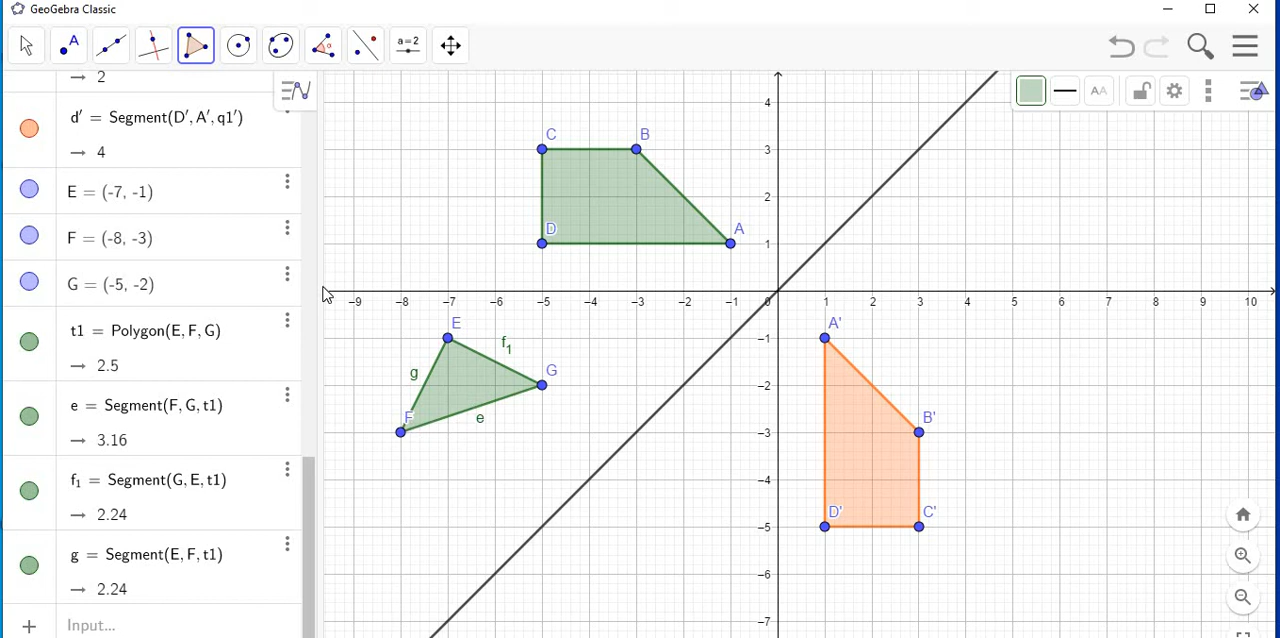 GeoGebra Classic
A
a=2
→ 2
d′ = Segment(D′, A′, q1′)
→ 4
E = (-7, -1)
F = (-8, -3)
G = (-5, -2)
t1 = Polygon(E, F, G)
→ 2.5
e = Segment(F, G, t1)
→ 3.16
f₁ = Segment(G, E, t1)
→ 2.24
g = Segment(E, F, t1)
→ 2.24
+ Input...
AA
4
C B
3
2
D A
1
−9 −8 −7 −6 −5 −4 −3 −2 −1 0 1 2 3 4 5 6 7 8 9 10
E A'
−1
f₁
g G
−2
F e B'
−3
−4
D' C'
−5
−6
−7